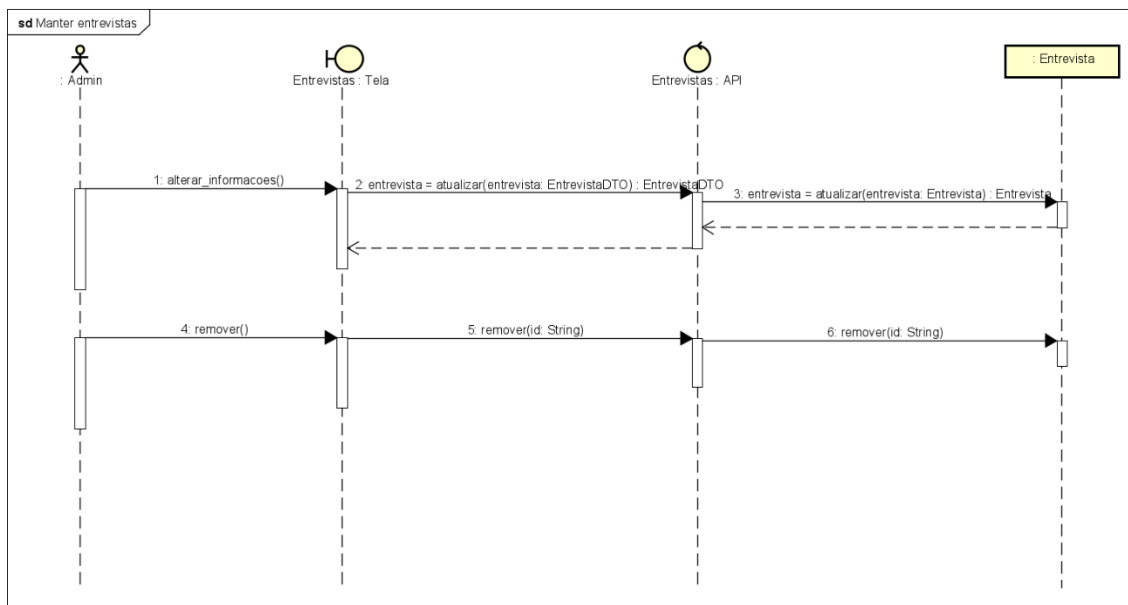 sd Manter entrevistas
: Admin
Entrevistas : Tela
Entrevistas : API
: Entrevista
1: alterar_informacoes()
2: entrevista = atualizar(entrevista: EntrevistaDTO) : EntrevistaDTO
3: entrevista = atualizar(entrevista: Entrevista) : Entrevista
4: remover()
5: remover(id: String)
6: remover(id: String)